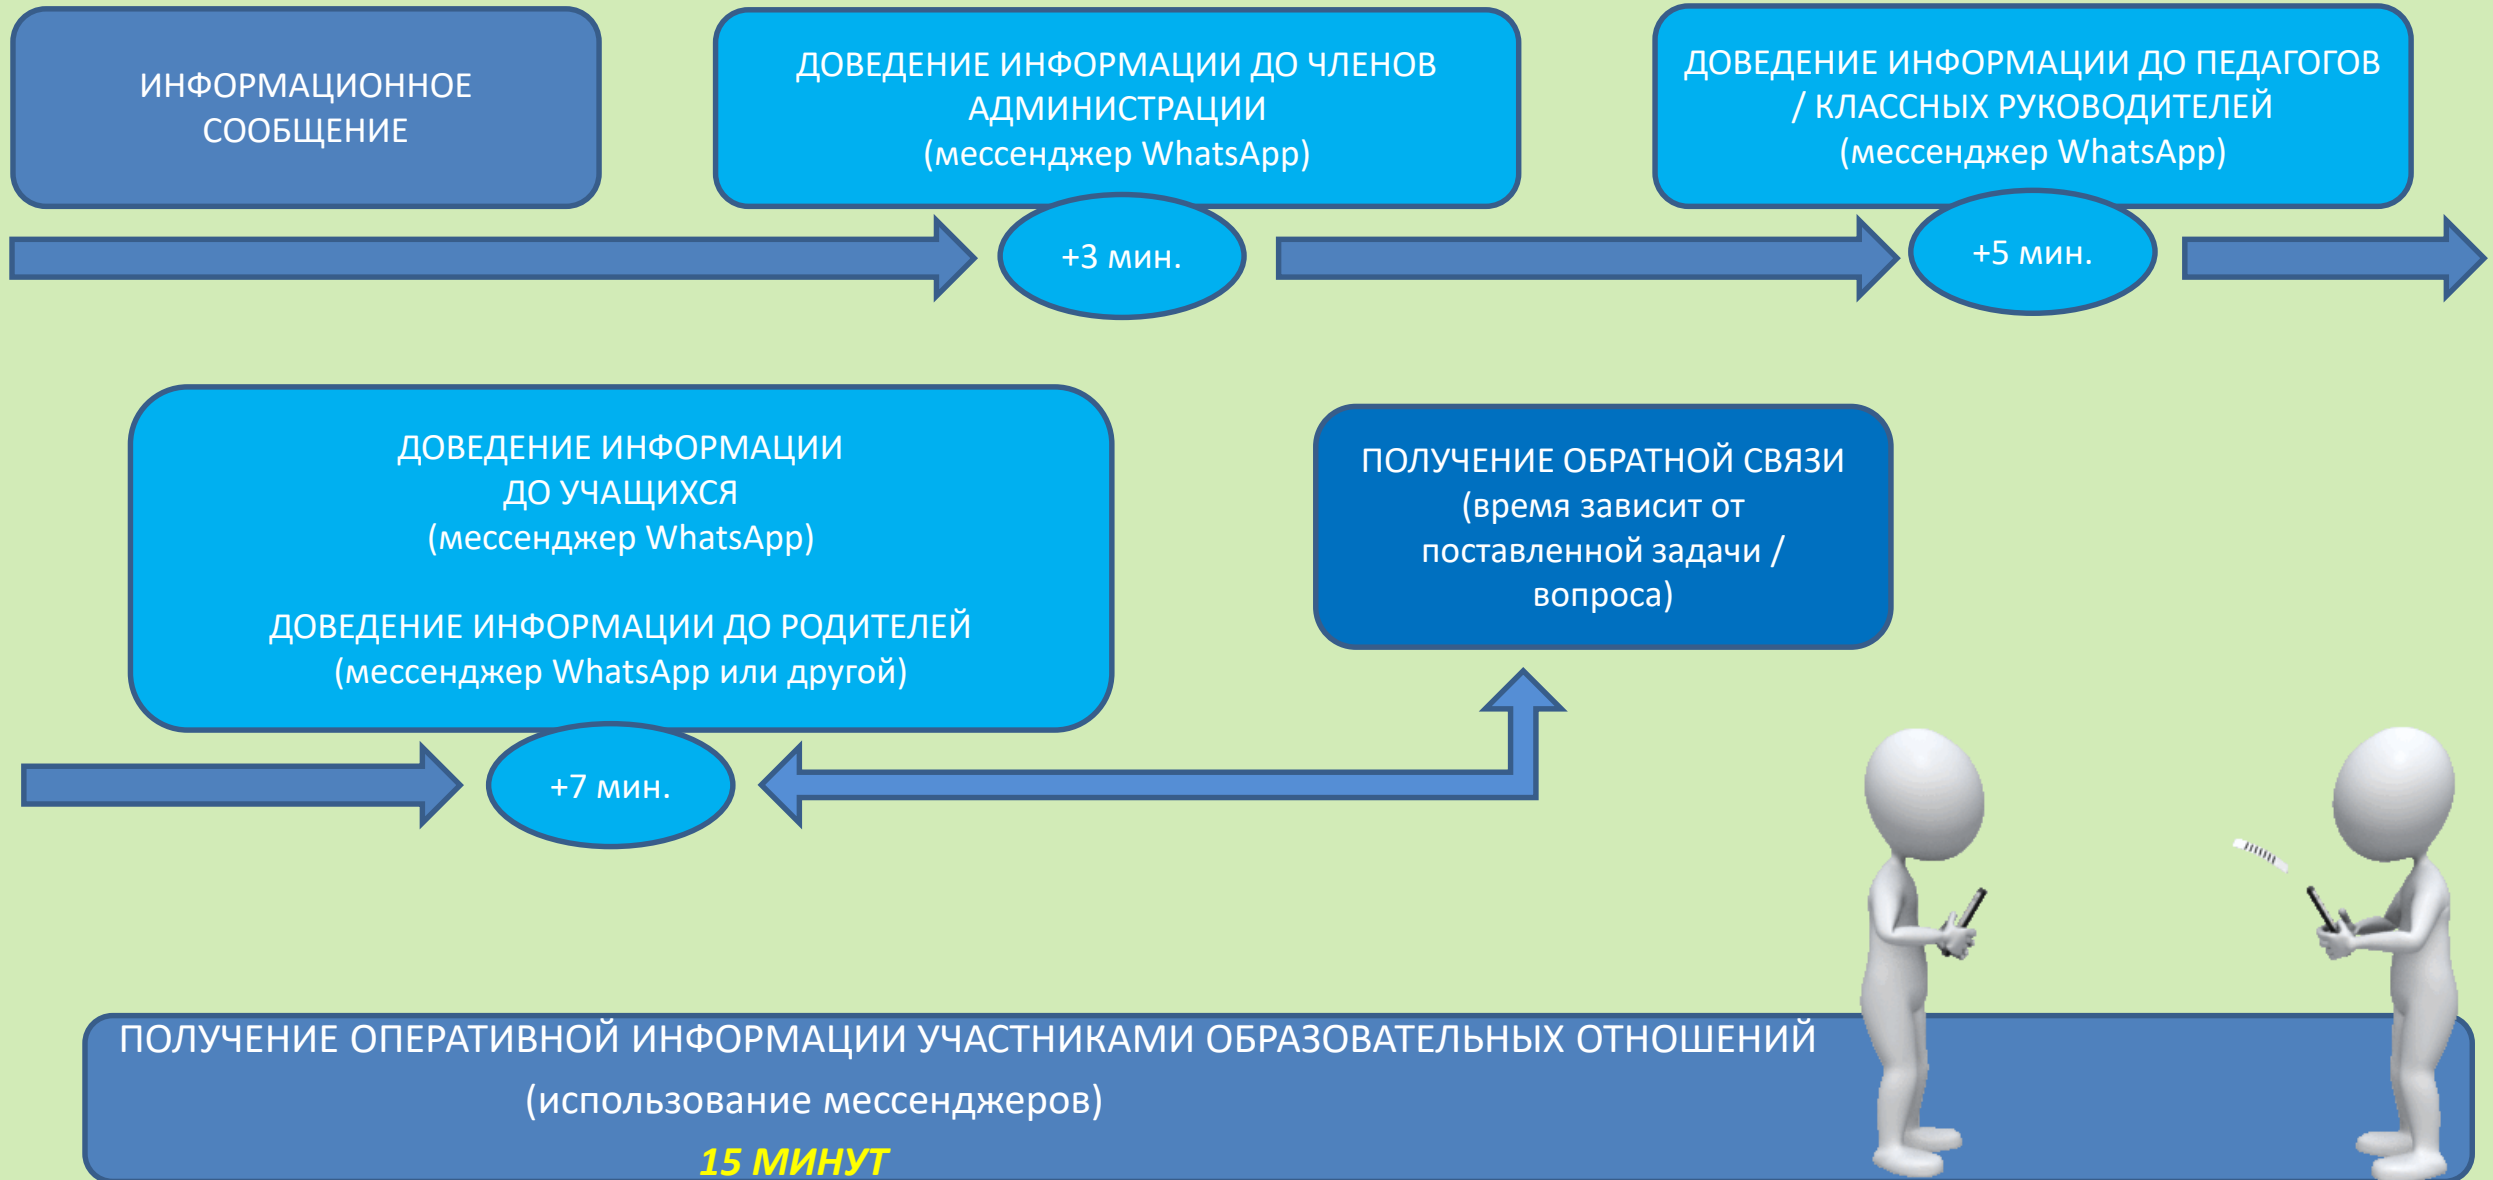 ИНФОРМАЦИОННОЕ
СООБЩЕНИЕ
ДОВЕДЕНИЕ ИНФОРМАЦИИ ДО ЧЛЕНОВ
АДМИНИСТРАЦИИ
(мессенджер WhatsApp)
ДОВЕДЕНИЕ ИНФОРМАЦИИ ДО ПЕДАГОГОВ
/ КЛАССНЫХ РУКОВОДИТЕЛЕЙ
(мессенджер WhatsApp)
+3 мин.
+5 мин.
ДОВЕДЕНИЕ ИНФОРМАЦИИ
ДО УЧАЩИХСЯ
(мессенджер WhatsApp)
ДОВЕДЕНИЕ ИНФОРМАЦИИ ДО РОДИТЕЛЕЙ
(мессенджер WhatsApp или другой)
+7 мин.
ПОЛУЧЕНИЕ ОБРАТНОЙ СВЯЗИ
(время зависит от
поставленной задачи /
вопроса)
ПОЛУЧЕНИЕ ОПЕРАТИВНОЙ ИНФОРМАЦИИ УЧАСТНИКАМИ ОБРАЗОВАТЕЛЬНЫХ ОТНОШЕНИЙ
(использование мессенджеров)
15 МИНУТ